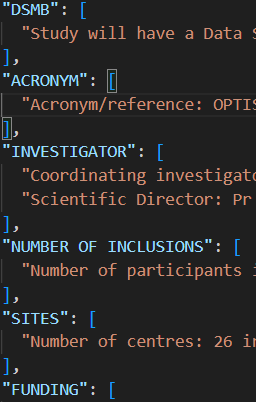 "DSMB": [
"Study will have a Data S
],
"ACRONYM": [
"Acronym/reference: OPTIS
],
"INVESTIGATOR": [
"Coordinating investigato
"Scientific Director: Pr
],
"NUMBER OF INCLUSIONS": [
"Number of participants i
],
"SITES": [
"Number of centres: 26 in
],
"FUNDING": [